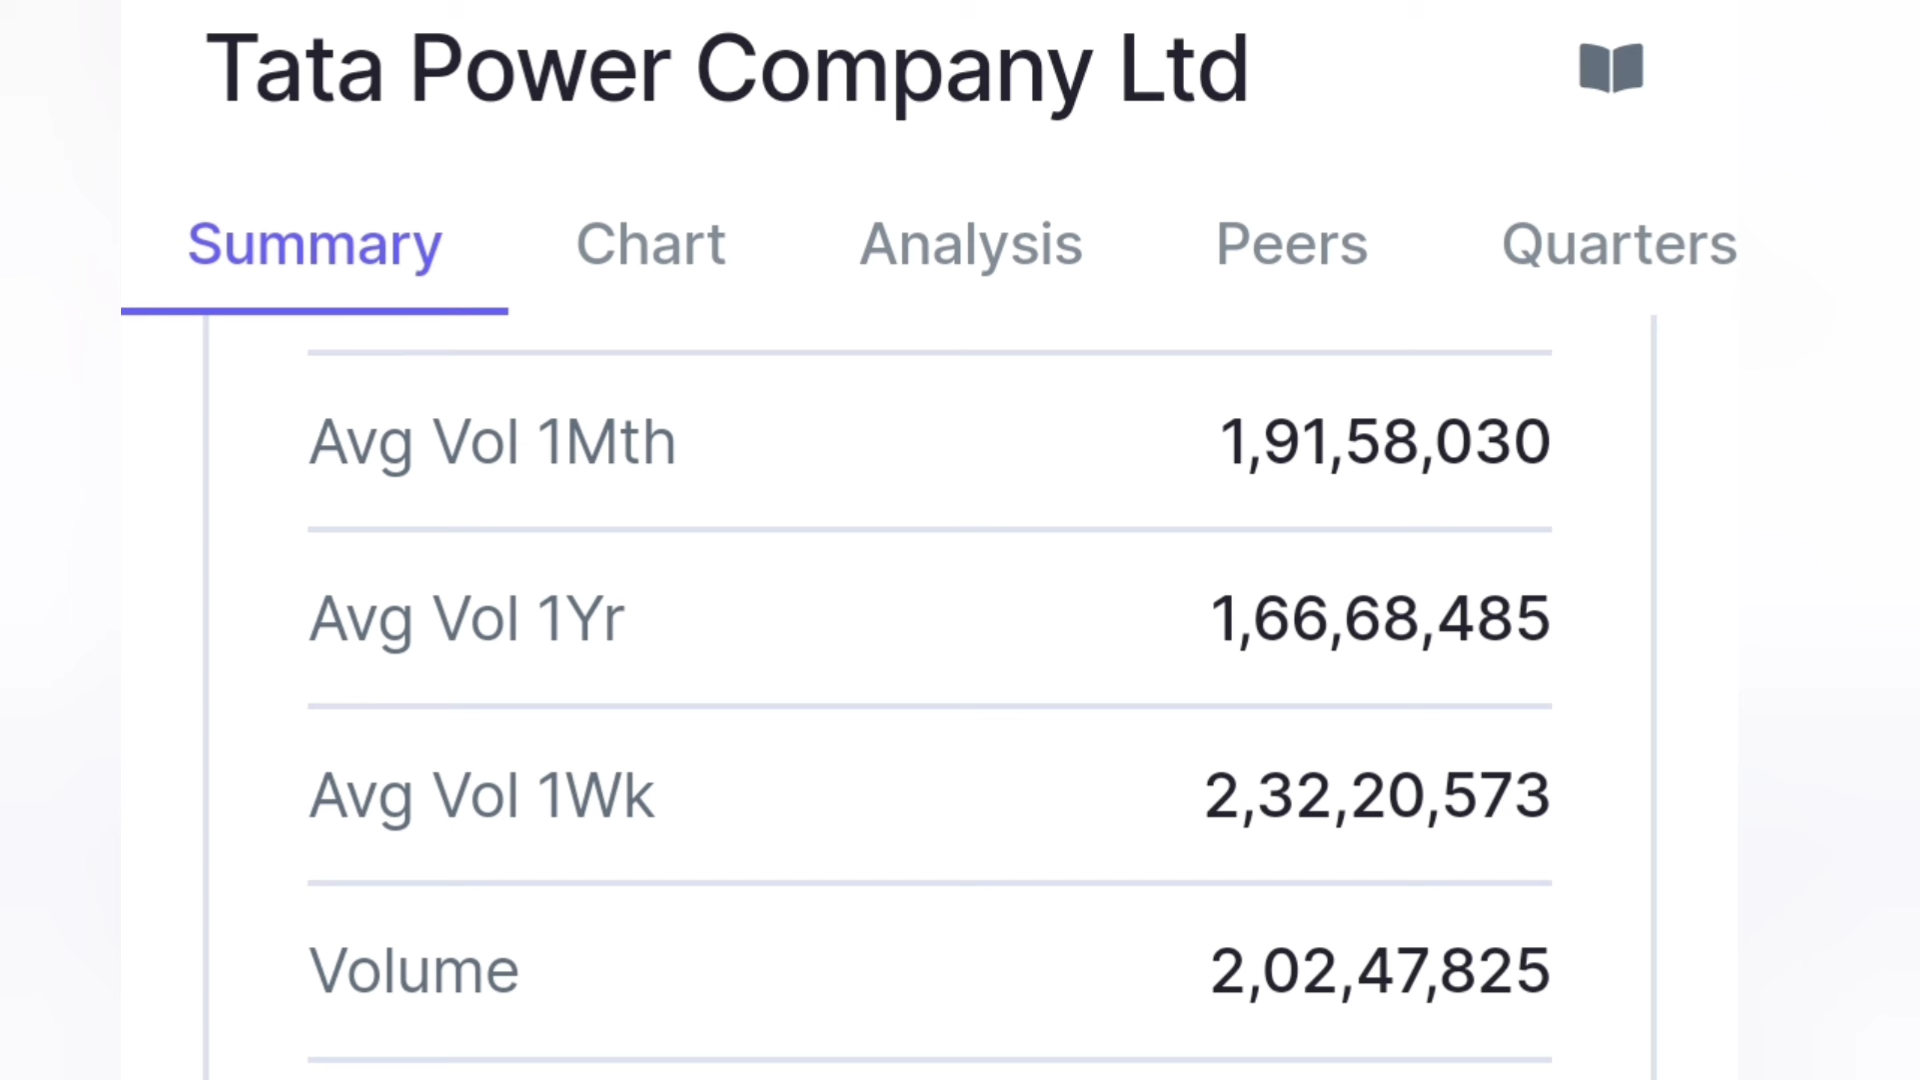 Tata Power Company Ltd
Summary Chart Analysis Peers Quarters
Avg Vol 1Mth 1,91,58,030
Avg Vol 1Yr 1,66,68,485
Avg Vol 1Wk 2,32,20,573
Volume 2,02,47,825